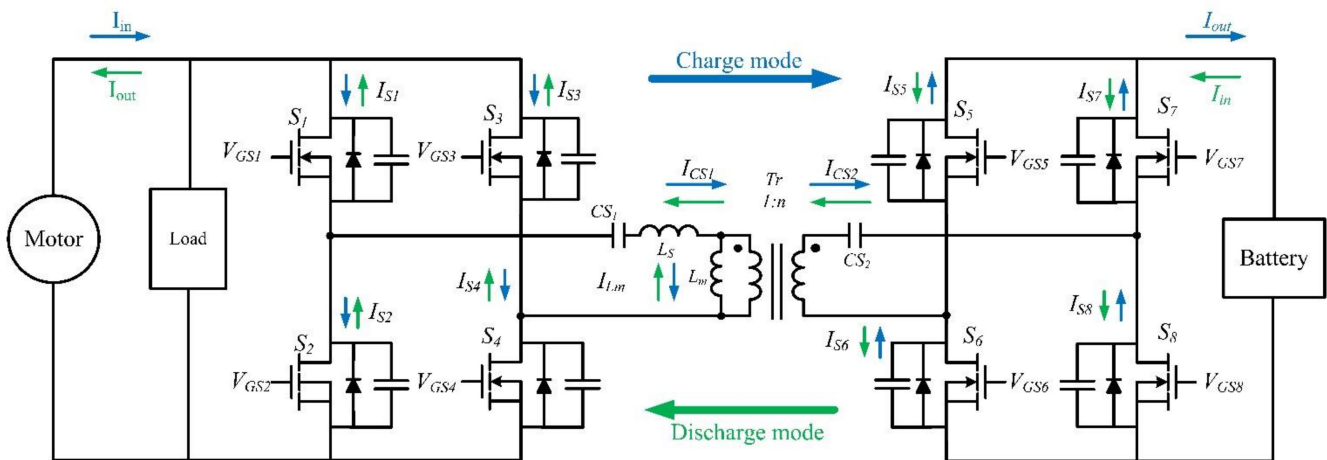 I_in
I_out
Charge mode
I_out
I_in
I_S1
I_S3
I_S5
I_S7
S_1
S_3
S_5
S_7
V_GS1
V_GS3
V_GS5
V_GS7
I_CS1
Tr
1:n
I_CS2
Motor
Load
CS_1
L_S
L_m
CS_2
Battery
I_S4
I_Lm
I_S2
I_S6
I_S8
S_2
S_4
S_6
S_8
V_GS2
V_GS4
V_GS6
V_GS8
Discharge mode